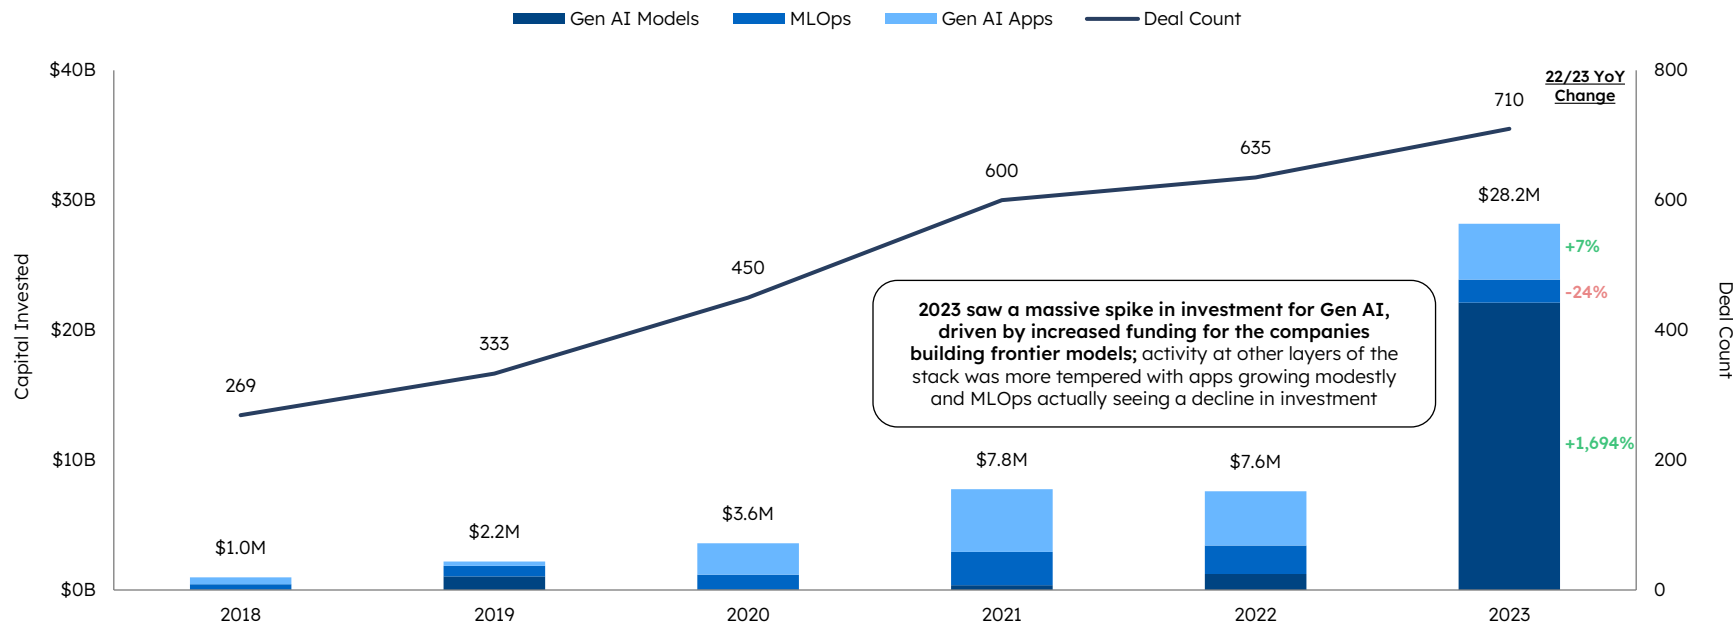 Gen AI Models MLOps Gen AI Apps Deal Count
$40B
$30B
$20B
$10B
$0B
Capital Invested
800
600
400
200
0
Deal Count
22/23 YoY
Change
269
333
450
600
635
710
$1.0M
$2.2M
$3.6M
$7.8M
$7.6M
$28.2M
+7%
-24%
+1,694%
2023 saw a massive spike in investment for Gen AI,
driven by increased funding for the companies
building frontier models; activity at other layers of the
stack was more tempered with apps growing modestly
and MLOps actually seeing a decline in investment
2018 2019 2020 2021 2022 2023